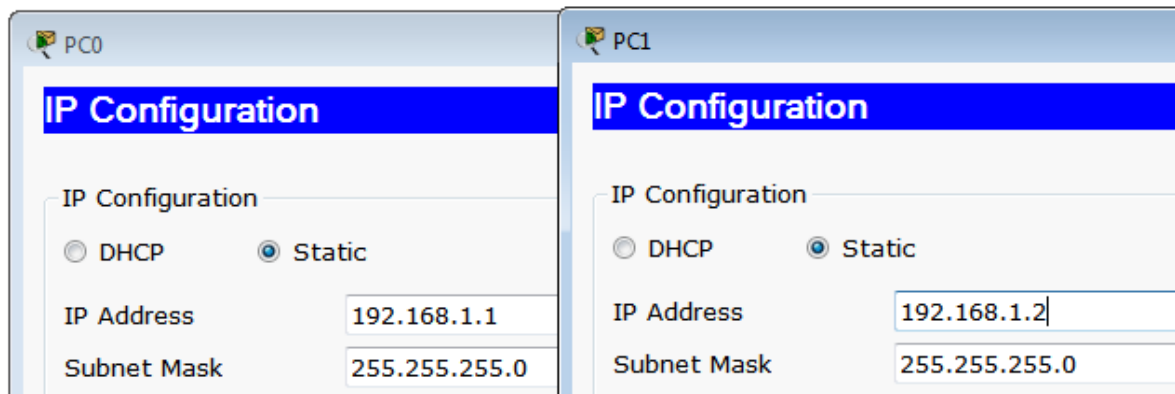 PC0
IP Configuration
IP Configuration
DHCP Static
IP Address 192.168.1.1
Subnet Mask 255.255.255.0
PC1
IP Configuration
IP Configuration
DHCP Static
IP Address 192.168.1.2
Subnet Mask 255.255.255.0